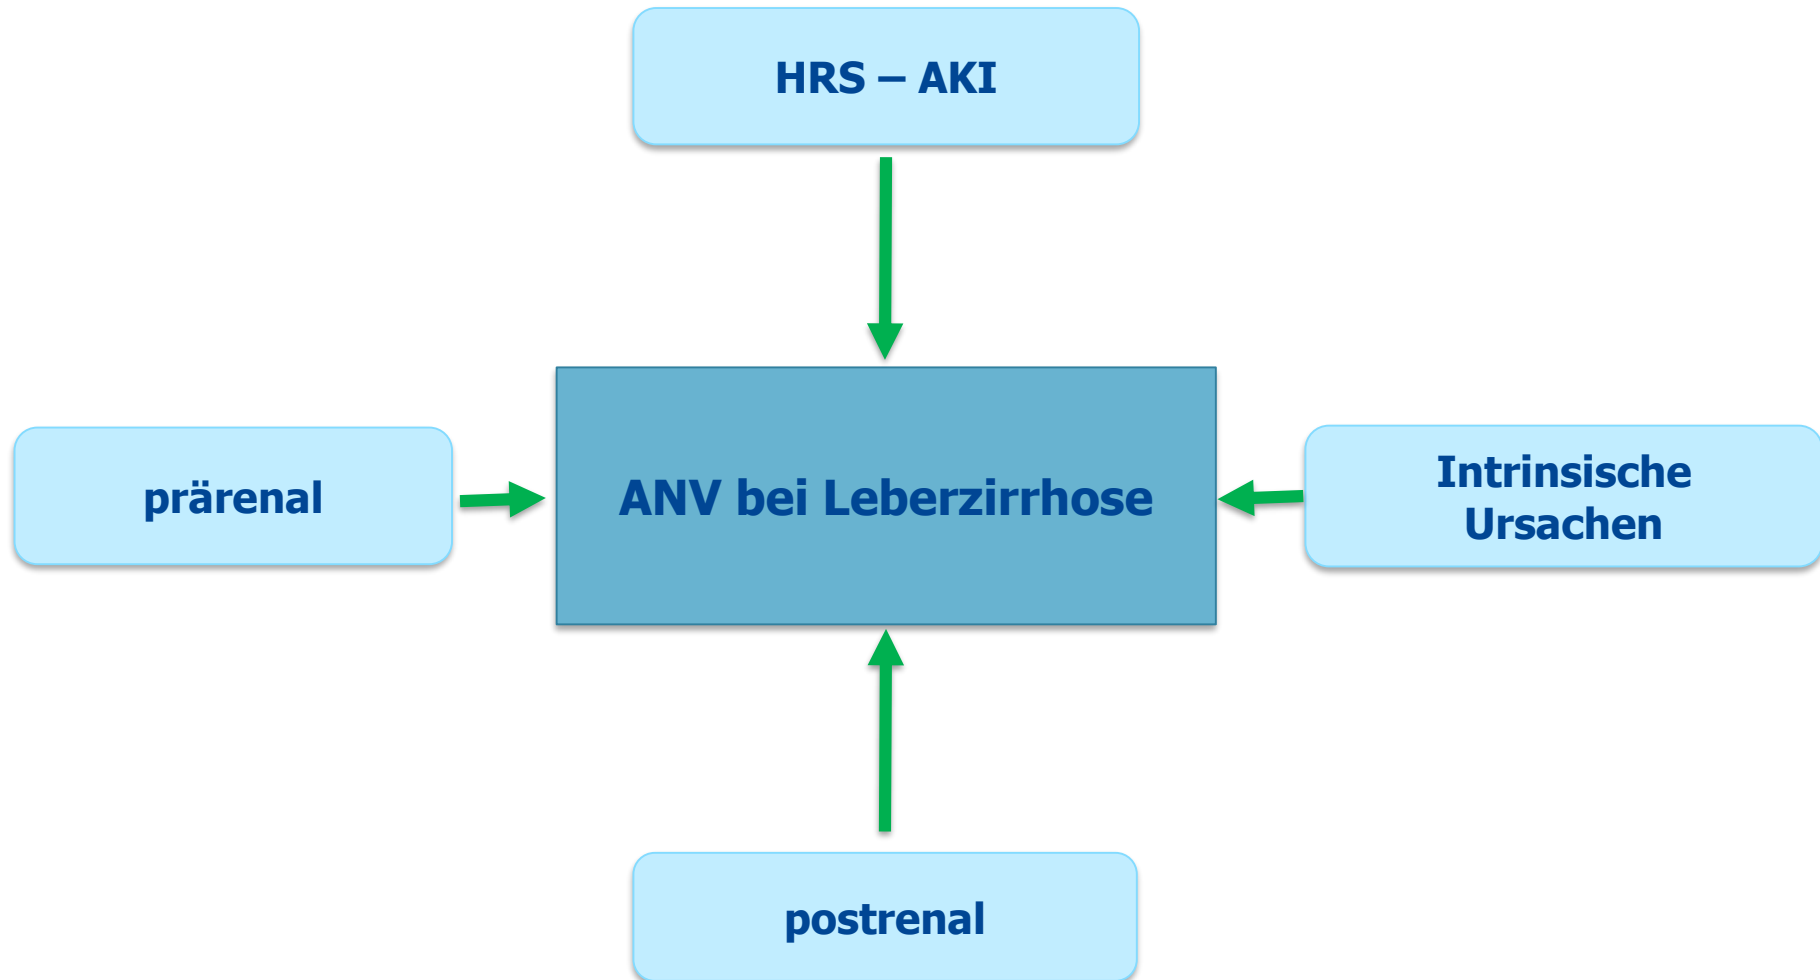 HRS – AKI
prärenal
ANV bei Leberzirrhose
Intrinsische
Ursachen
postrenal